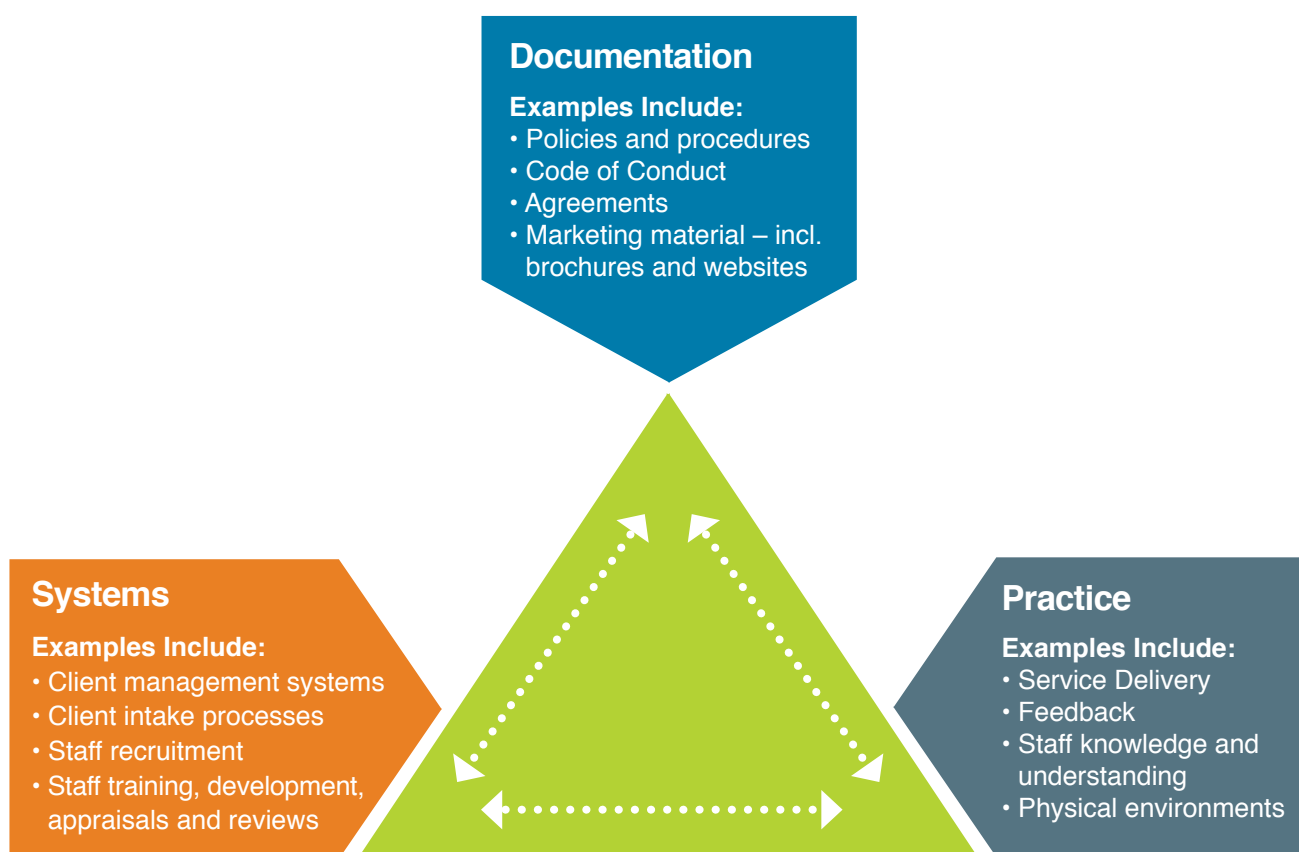 Documentation
Examples Include:
• Policies and procedures
• Code of Conduct
• Agreements
• Marketing material – incl.
brochures and websites
Systems
Examples Include:
• Client management systems
• Client intake processes
• Staff recruitment
• Staff training, development,
appraisals and reviews
Practice
Examples Include:
• Service Delivery
• Feedback
• Staff knowledge and
understanding
• Physical environments